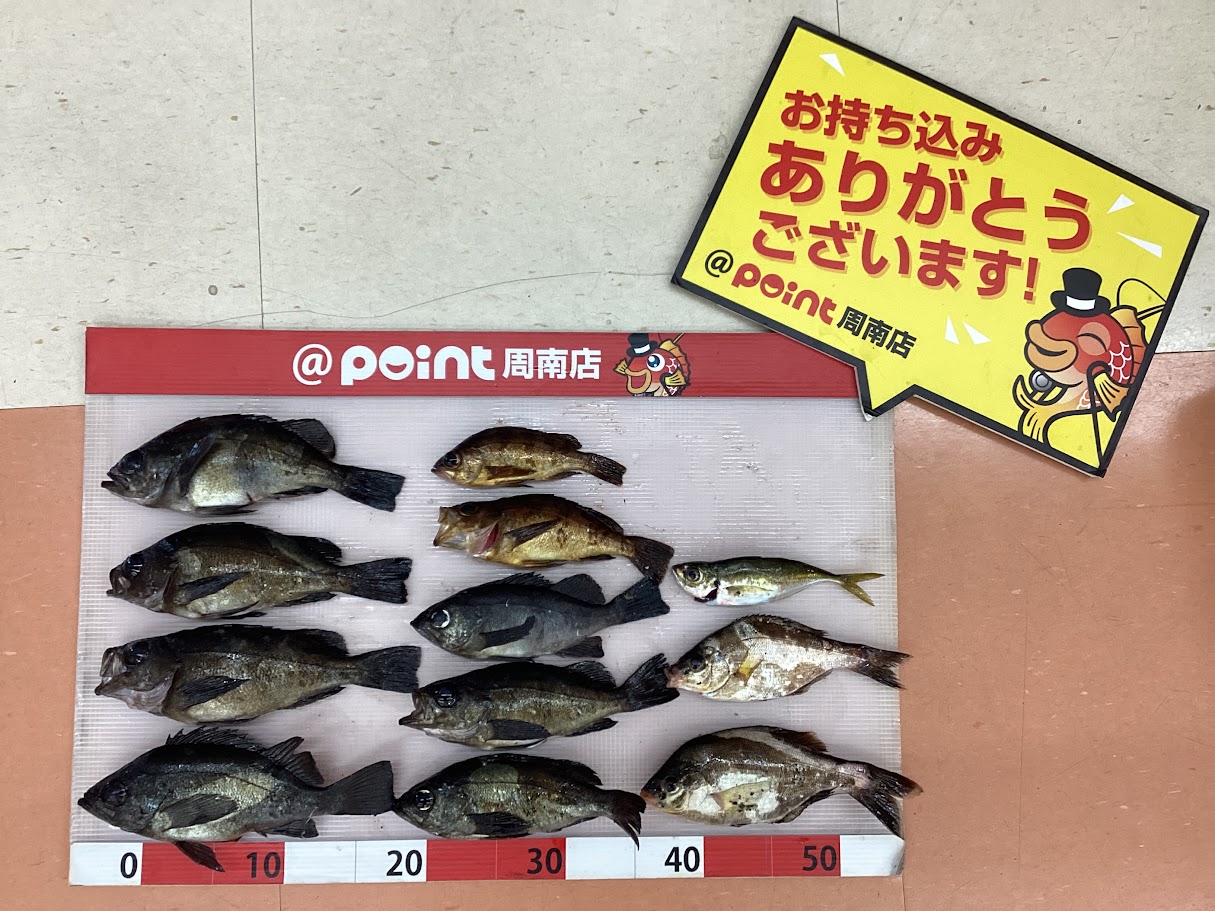 お持ち込み
ありがとう
ございます!
@point 周南店
@point 周南店
0 10 20 30 40 50